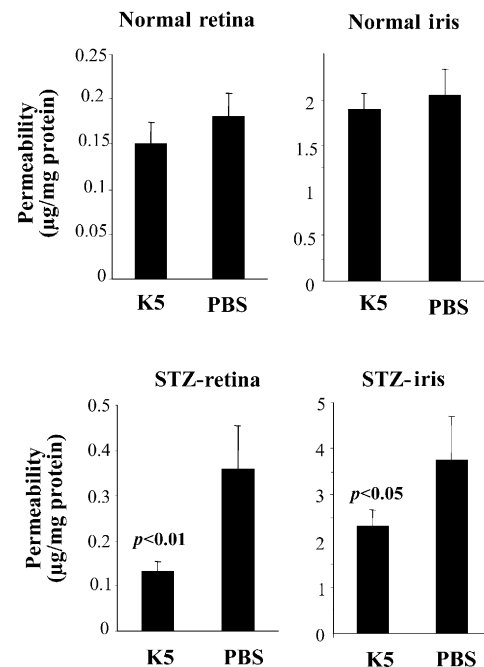 Normal retina
Normal iris
Permeability
(µg/mg protein)
0.25
0.2
0.15
0.1
0.05
0
K5
PBS
2
1
1
0.5
0
K5
PBS
STZ-retina
STZ-iris
Permeability
(µg/mg protein)
0.5
0.4
0.3
0.2
0.1
0
p<0.01
K5
PBS
5
4
3
2
1
0
p<0.05
K5
PBS